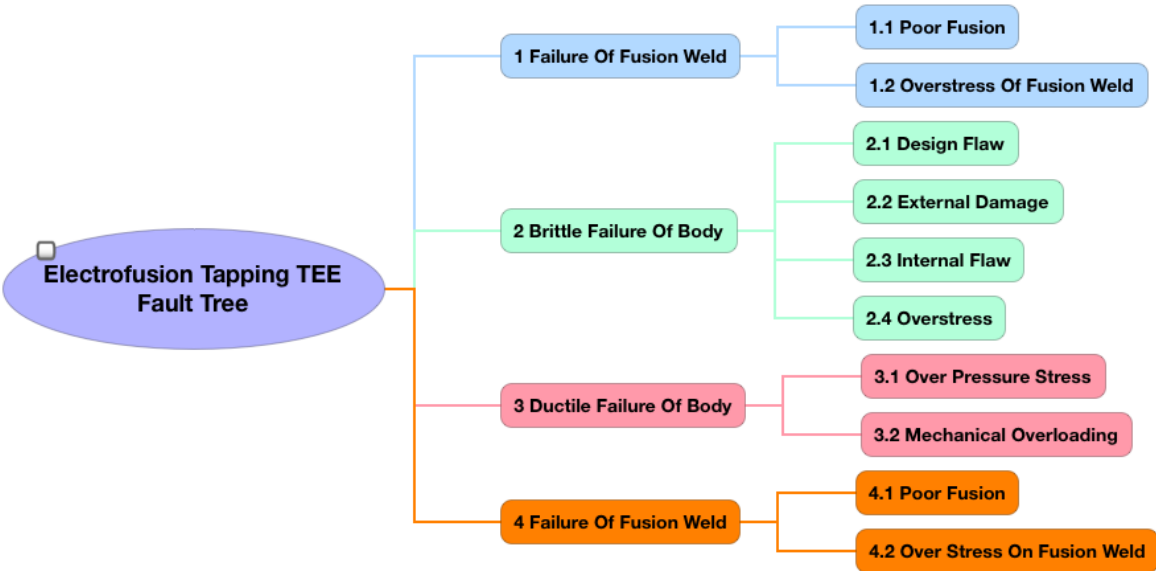 Electrofusion Tapping TEE
Fault Tree
1 Failure Of Fusion Weld
1.1 Poor Fusion
1.2 Overstress Of Fusion Weld
2 Brittle Failure Of Body
2.1 Design Flaw
2.2 External Damage
2.3 Internal Flaw
2.4 Overstress
3 Ductile Failure Of Body
3.1 Over Pressure Stress
3.2 Mechanical Overloading
4 Failure Of Fusion Weld
4.1 Poor Fusion
4.2 Over Stress On Fusion Weld